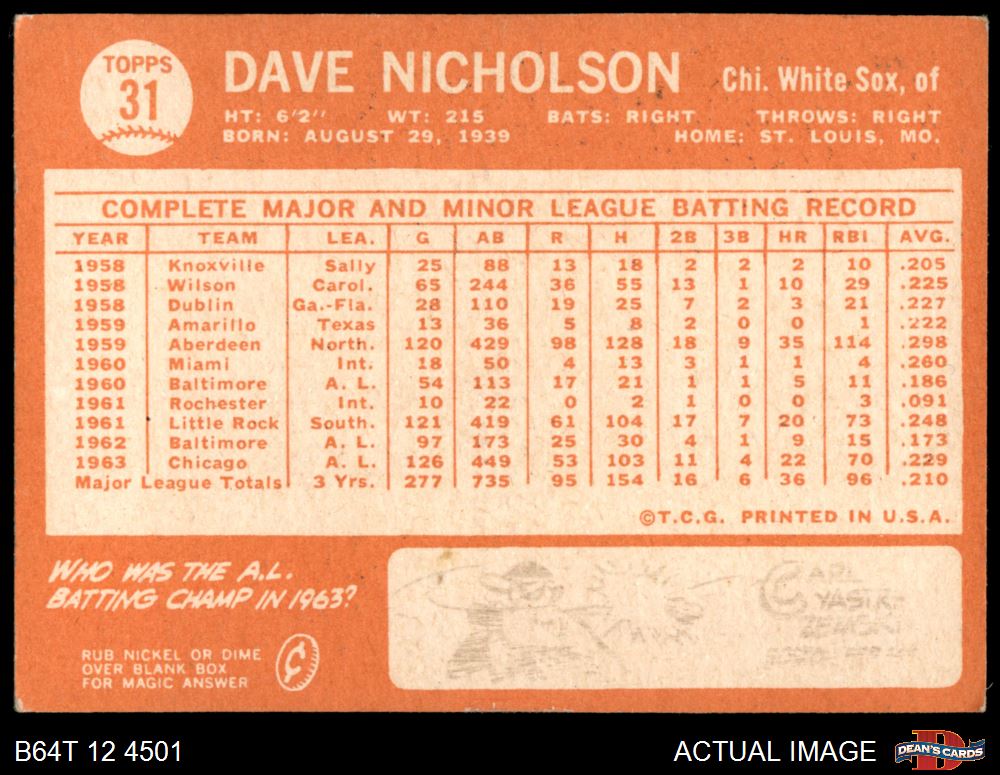 TOPPS
31
DAVE NICHOLSON Chi. White Sox, of
HT: 6'2" WT: 215 BATS: RIGHT THROWS: RIGHT
BORN: AUGUST 29, 1939 HOME: ST. LOUIS, MO.
COMPLETE MAJOR AND MINOR LEAGUE BATTING RECORD
YEAR TEAM LEA. G AB R H 2B 3B HR RBI AVG.
1958 Knoxville Sally 25 88 13 18 2 2 2 10 .205
1958 Wilson Carol. 65 244 36 55 13 1 10 29 .225
1958 Dublin Ga.-Fla. 28 110 19 25 7 2 3 21 .227
1959 Amarillo Texas 13 36 5 8 2 0 0 1 .222
1959 Aberdeen North. 120 429 98 128 18 9 35 114 .298
1960 Miami Int. 18 50 4 13 3 1 1 4 .260
1960 Baltimore A. L. 54 113 17 21 1 1 5 11 .186
1961 Rochester Int. 10 22 0 2 1 0 0 3 .091
1961 Little Rock South. 121 419 61 104 17 7 20 73 .248
1962 Baltimore A. L. 97 173 25 30 4 1 9 15 .173
1963 Chicago A. L. 126 449 53 103 11 4 22 70 .229
Major League Totals 3 Yrs. 277 735 95 154 16 6 36 96 .210
©T.C.G. PRINTED IN U.S.A.
WHO WAS THE A.L.
BATTING CHAMP IN 1963?
RUB NICKEL OR DIME
OVER BLANK BOX
FOR MAGIC ANSWER
¢
CARL
YASTR-
ZEMSKI
B64T 12 4501 ACTUAL IMAGE DEAN'S CARDS